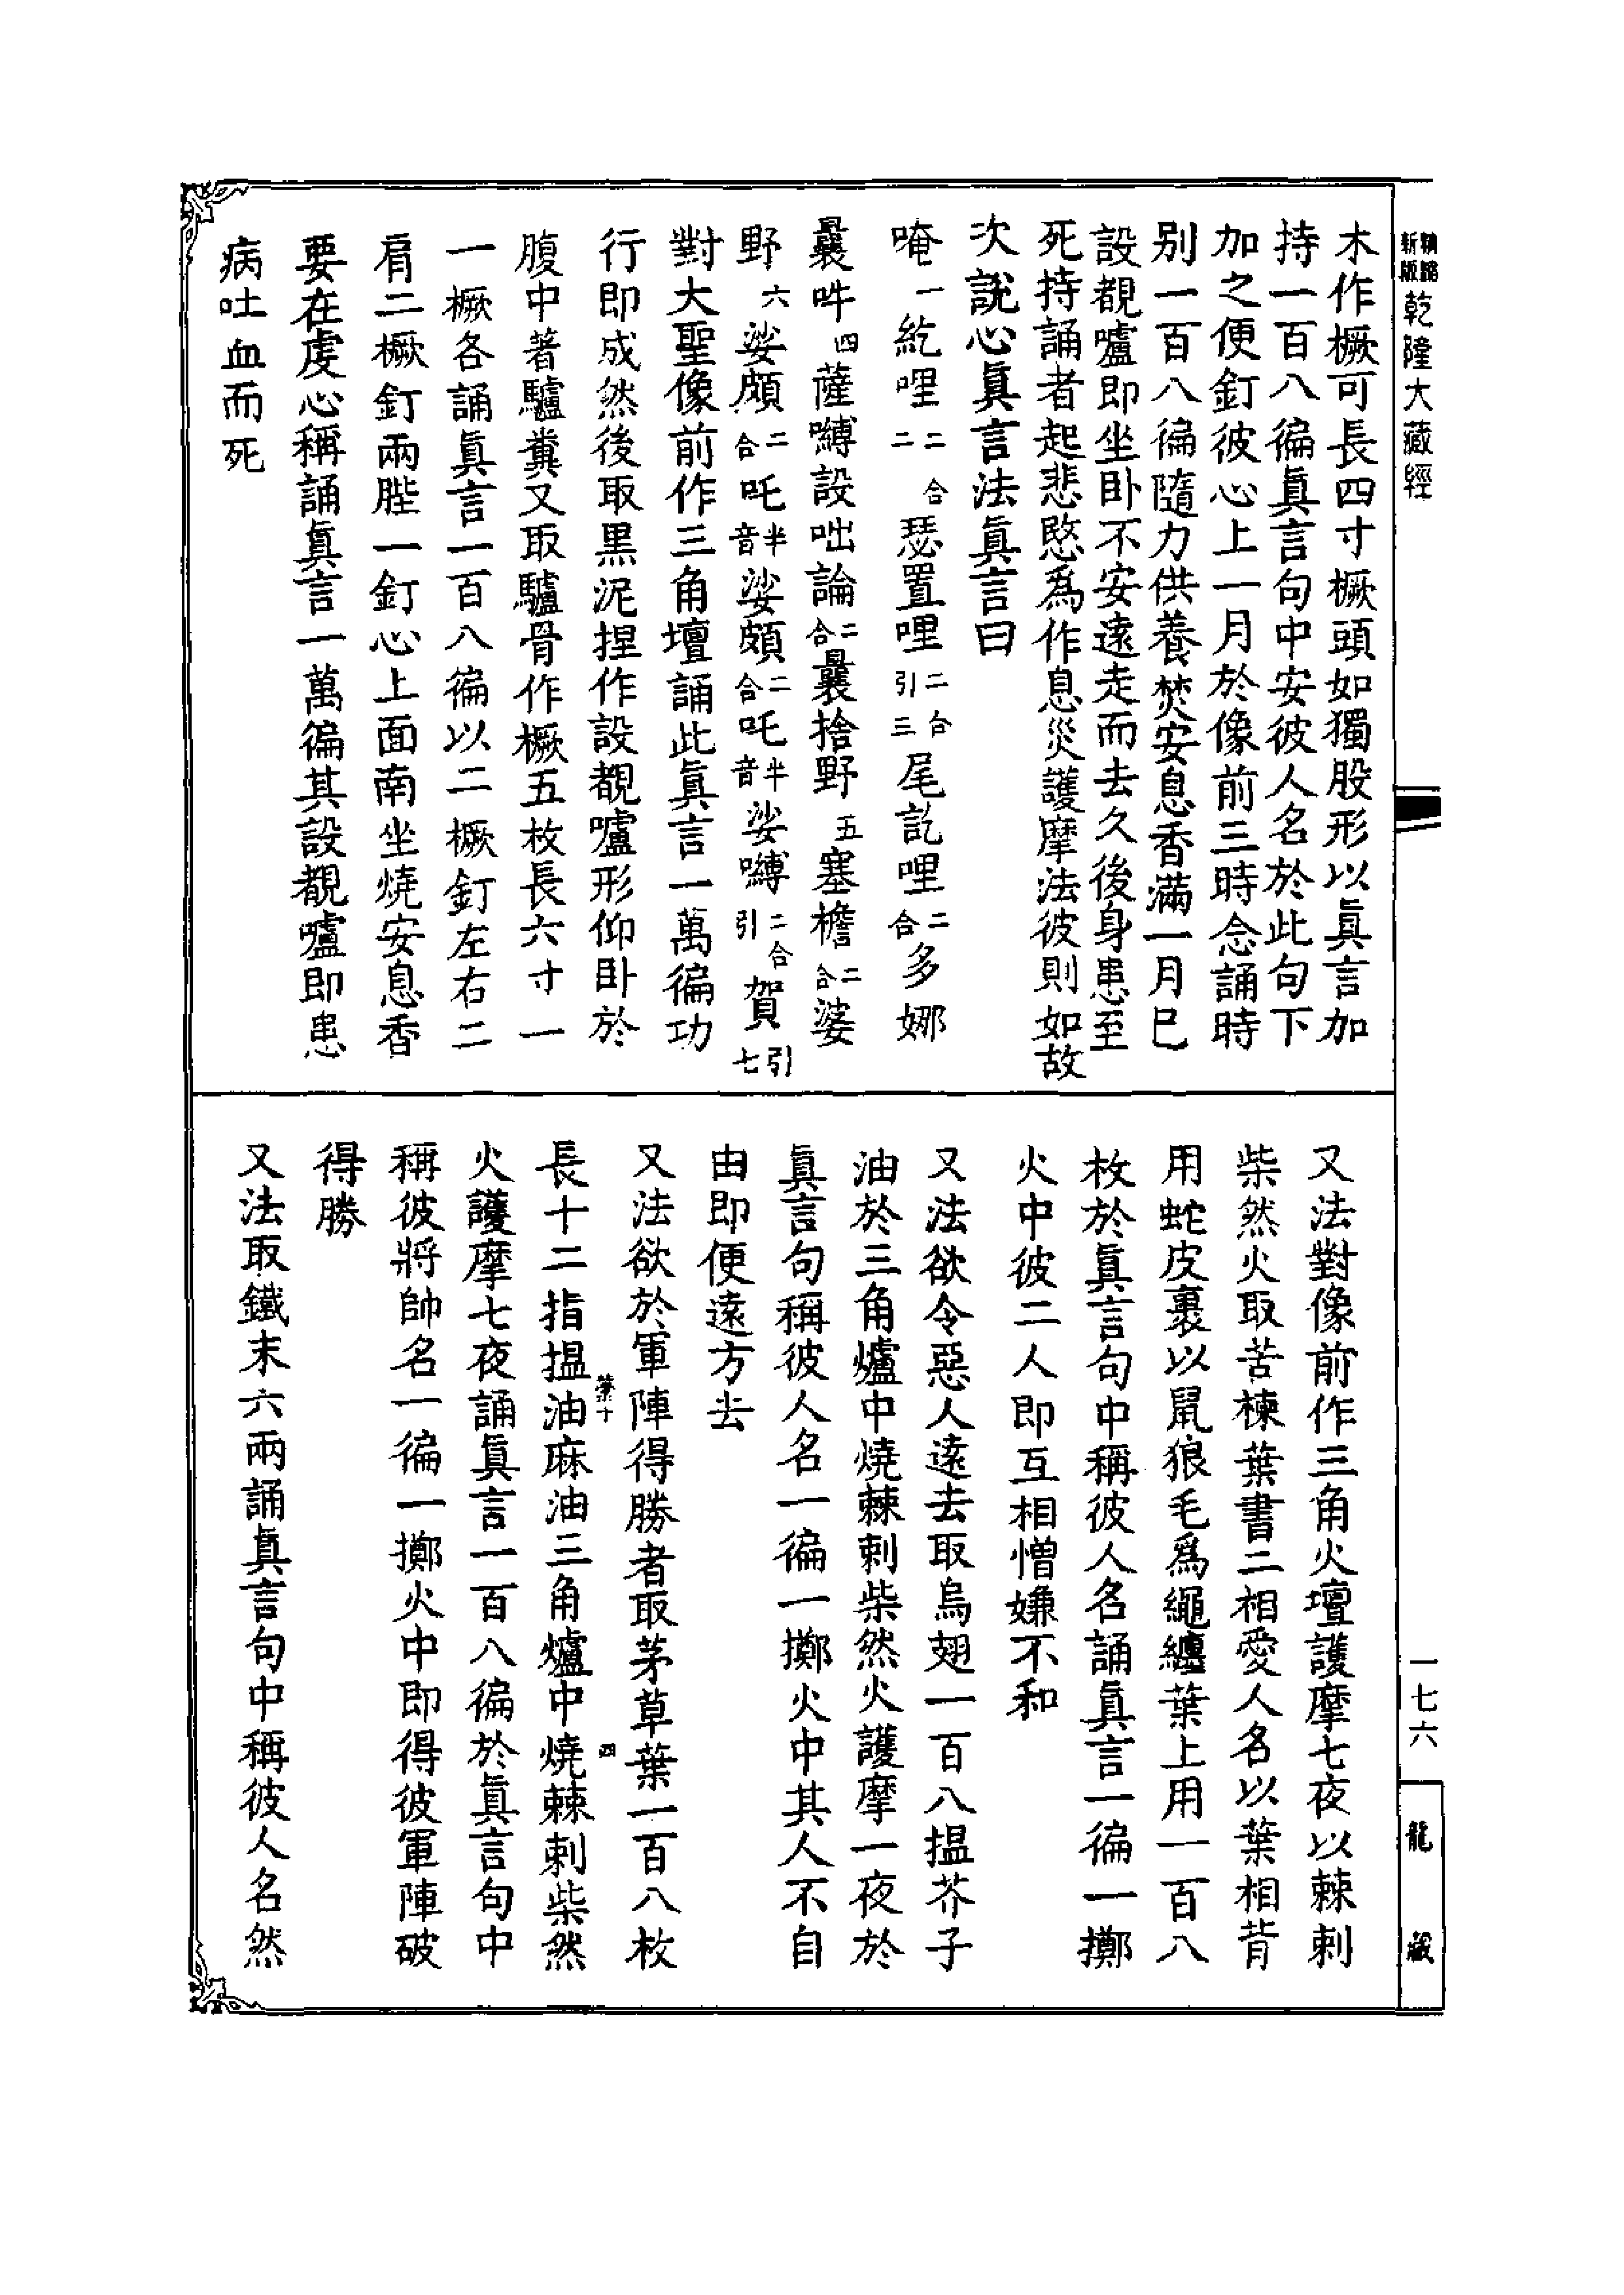 新版 精縮 乾隆大藏經
木作橛可長四寸橛頭如獨股形以眞言加
持一百八徧眞言句中安彼人名於此句下
加之便釘彼心上一月於像前三時念誦時
別一百八徧隨力供養焚安息香滿一月已
設覩嚧即坐卧不安遠走而去久後身患至
死持誦者起悲愍爲作息災護摩法彼則如故
次說心眞言法眞言曰
唵一紇哩二合二瑟置哩二合引三尾訖哩二合多娜
曩吽四薩嚩設咄論二合曩捨野五塞檐二合娑
野六娑頗二合吒半音娑頗二合吒半音娑嚩二合引賀引七
對大聖像前作三角壇誦此眞言一萬徧功
行即成然後取黑泥捏作設覩嚧形仰卧於
腹中著驢糞又取驢骨作橛五枚長六寸一
一橛各誦眞言一百八徧以二橛釘左右二
肩二橛釘兩䏶一釘心上面南坐燒安息香
要在虔心稱誦眞言一萬徧其設覩嚧即患
病吐血而死
又法對像前作三角火壇護摩七夜以棘刺
柴然火取苦楝葉書二相愛人名以葉相背
用蛇皮裹以鼠狼毛爲繩纏葉上用一百八
枚於眞言句中稱彼人名誦眞言一徧一擲
火中彼二人即互相憎嫌不和
又法欲令惡人遠去取烏翅一百八揾芥子
油於三角爐中燒棘刺柴然火護摩一夜於
眞言句稱彼人名一徧一擲火中其人不自
由即便遠方去
又法欲於軍陣得勝者取茅草葉一百八枚
長十二指揾油麻油三角爐中燒棘刺柴然
火護摩七夜誦眞言一百八徧於眞言句中
稱彼將帥名一徧一擲火中即得彼軍陣破
得勝
又法取鐵末六兩誦眞言句中稱彼人名然
一七六
龍藏